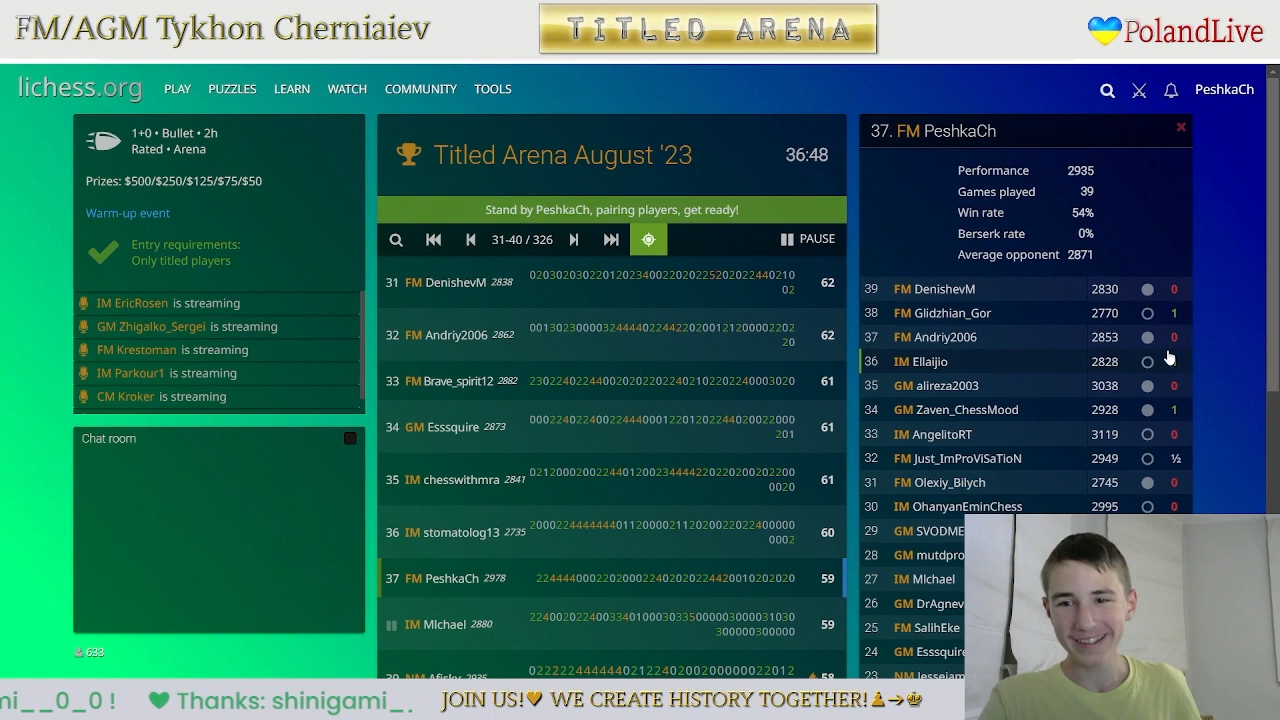 FM/AGM Tykhon Cherniaiev
TITLED ARENA
PolandLive
lichess.org PLAY PUZZLES LEARN WATCH COMMUNITY TOOLS PeshkaCh
1+0 • Bullet • 2h
Rated • Arena
Prizes: $500/$250/$125/$75/$50
Warm-up event
Entry requirements:
Only titled players
IM EricRosen is streaming
GM Zhigalko_Sergei is streaming
FM Krestoman is streaming
IM Parkour1 is streaming
CM Kroker is streaming
Chat room
633
Titled Arena August '23 36:48
Stand by PeshkaCh, pairing players, get ready!
31-40 / 326 PAUSE
31 FM DenishevM 2838 62
32 FM Andriy2006 2862 62
33 FM Brave_spirit12 2882 61
34 GM Esssquire 2873 61
35 IM chesswithmra 2841 61
36 IM stomatolog13 2735 60
37 FM PeshkaCh 2978 59
IM Mlchael 2880 59
37. FM PeshkaCh
Performance 2935
Games played 39
Win rate 54%
Berserk rate 0%
Average opponent 2871
39 FM DenishevM 2830 0
38 FM Glidzhian_Gor 2770 1
37 FM Andriy2006 2853 0
36 IM Ellaijio 2828
35 GM alireza2003 3038 0
34 GM Zaven_ChessMood 2928 1
33 IM AngelitoRT 3119 0
32 FM Just_ImProViSaTioN 2949 ½
31 FM Olexiy_Bilych 2745 0
30 IM OhanyanEminChess 2995 0
29 GM SVODME
28 GM mutdpro
27 IM Mlchael
26 GM DrAgnev
25 FM SalihEke
24 GM Esssquire
mi__0_0 ! Thanks: shinigami_
JOIN US! WE CREATE HISTORY TOGETHER!